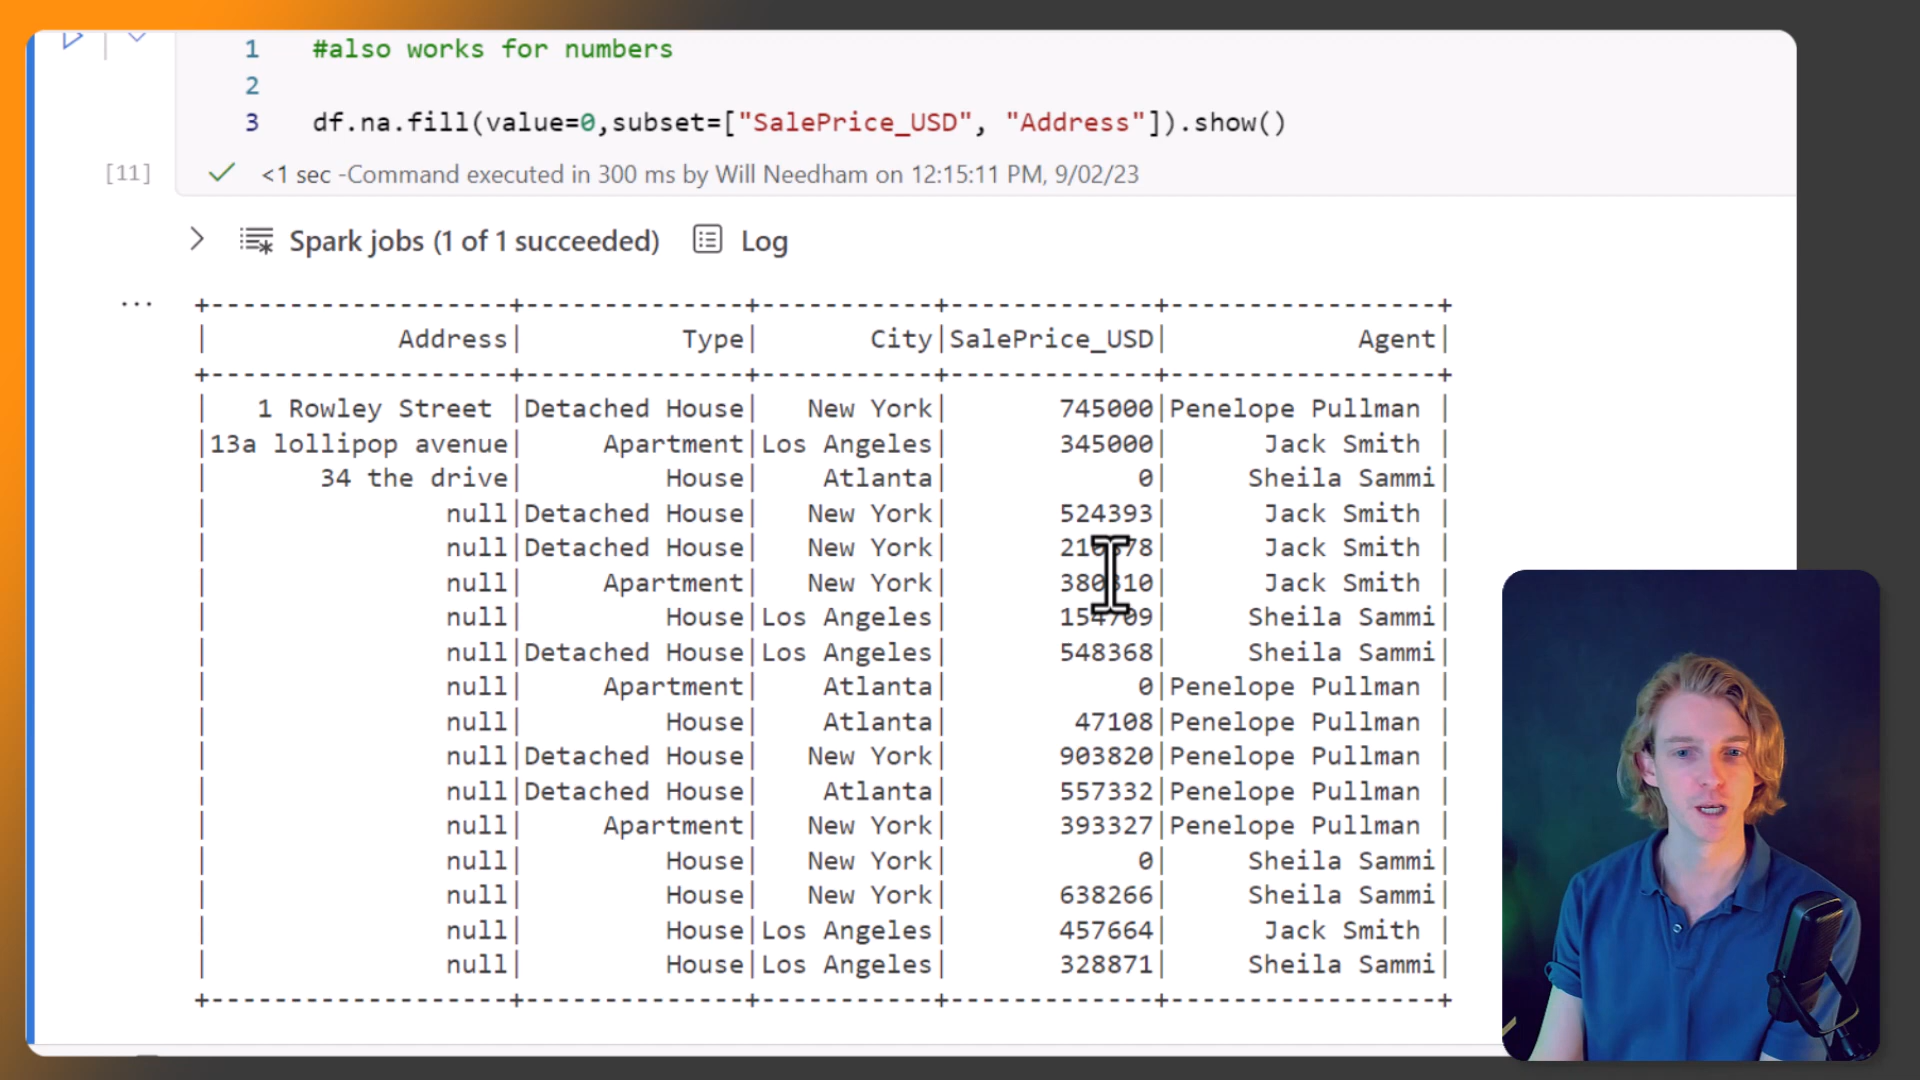 1 #also works for numbers
2
3 df.na.fill(value=0,subset=["SalePrice_USD", "Address"]).show()
[11] <1 sec -Command executed in 300 ms by Will Needham on 12:15:11 PM, 9/02/23
Spark jobs (1 of 1 succeeded) Log
...
+-------------------+--------------+-----------+-------------+-----------------+
|            Address|          Type|       City|SalePrice_USD|            Agent|
+-------------------+--------------+-----------+-------------+-----------------+
|   1 Rowley Street |Detached House|   New York|       745000|Penelope Pullman |
|13a lollipop avenue|     Apartment|Los Angeles|       345000|      Jack Smith |
|       34 the drive|         House|    Atlanta|            0|     Sheila Sammi|
|               null|Detached House|   New York|       524393|      Jack Smith |
|               null|Detached House|   New York|             |      Jack Smith |
|               null|     Apartment|   New York|             |      Jack Smith |
|               null|         House|Los Angeles|       154709|     Sheila Sammi|
|               null|Detached House|Los Angeles|       548368|     Sheila Sammi|
|               null|     Apartment|    Atlanta|            0|Penelope Pullman |
|               null|         House|    Atlanta|        47108|Penelope Pullman |
|               null|Detached House|   New York|       903820|Penelope Pullman |
|               null|Detached House|    Atlanta|       557332|Penelope Pullman |
|               null|     Apartment|   New York|       393327|Penelope Pullman |
|               null|         House|   New York|            0|     Sheila Sammi|
|               null|         House|   New York|       638266|     Sheila Sammi|
|               null|         House|Los Angeles|       457664|      Jack Smith |
|               null|         House|Los Angeles|       328871|     Sheila Sammi|
+-------------------+--------------+-----------+-------------+-----------------+